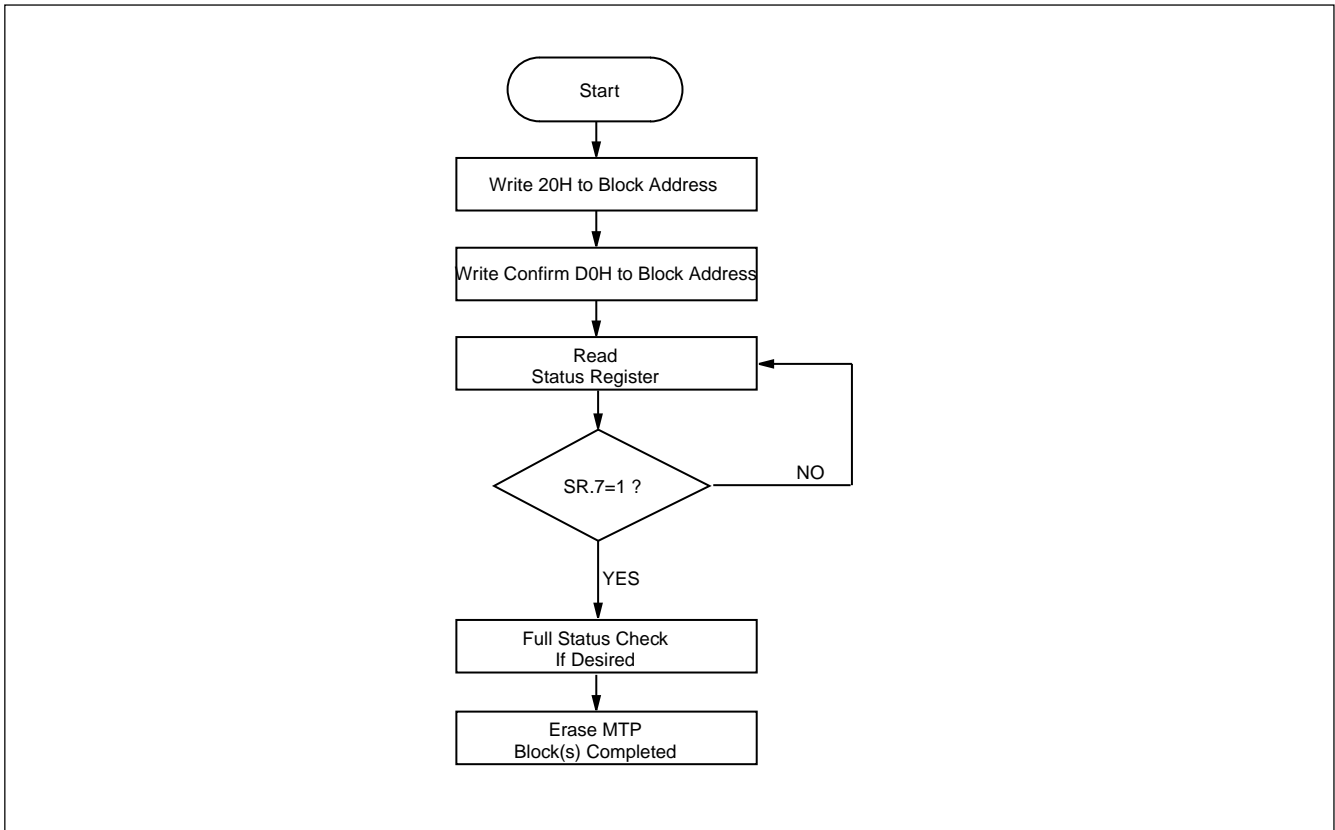 Start
Write 20H to Block Address
Write Confirm D0H to Block Address
Read
Status Register
SR.7=1 ?
NO
YES
Full Status Check
If Desired
Erase MTP
Block(s) Completed